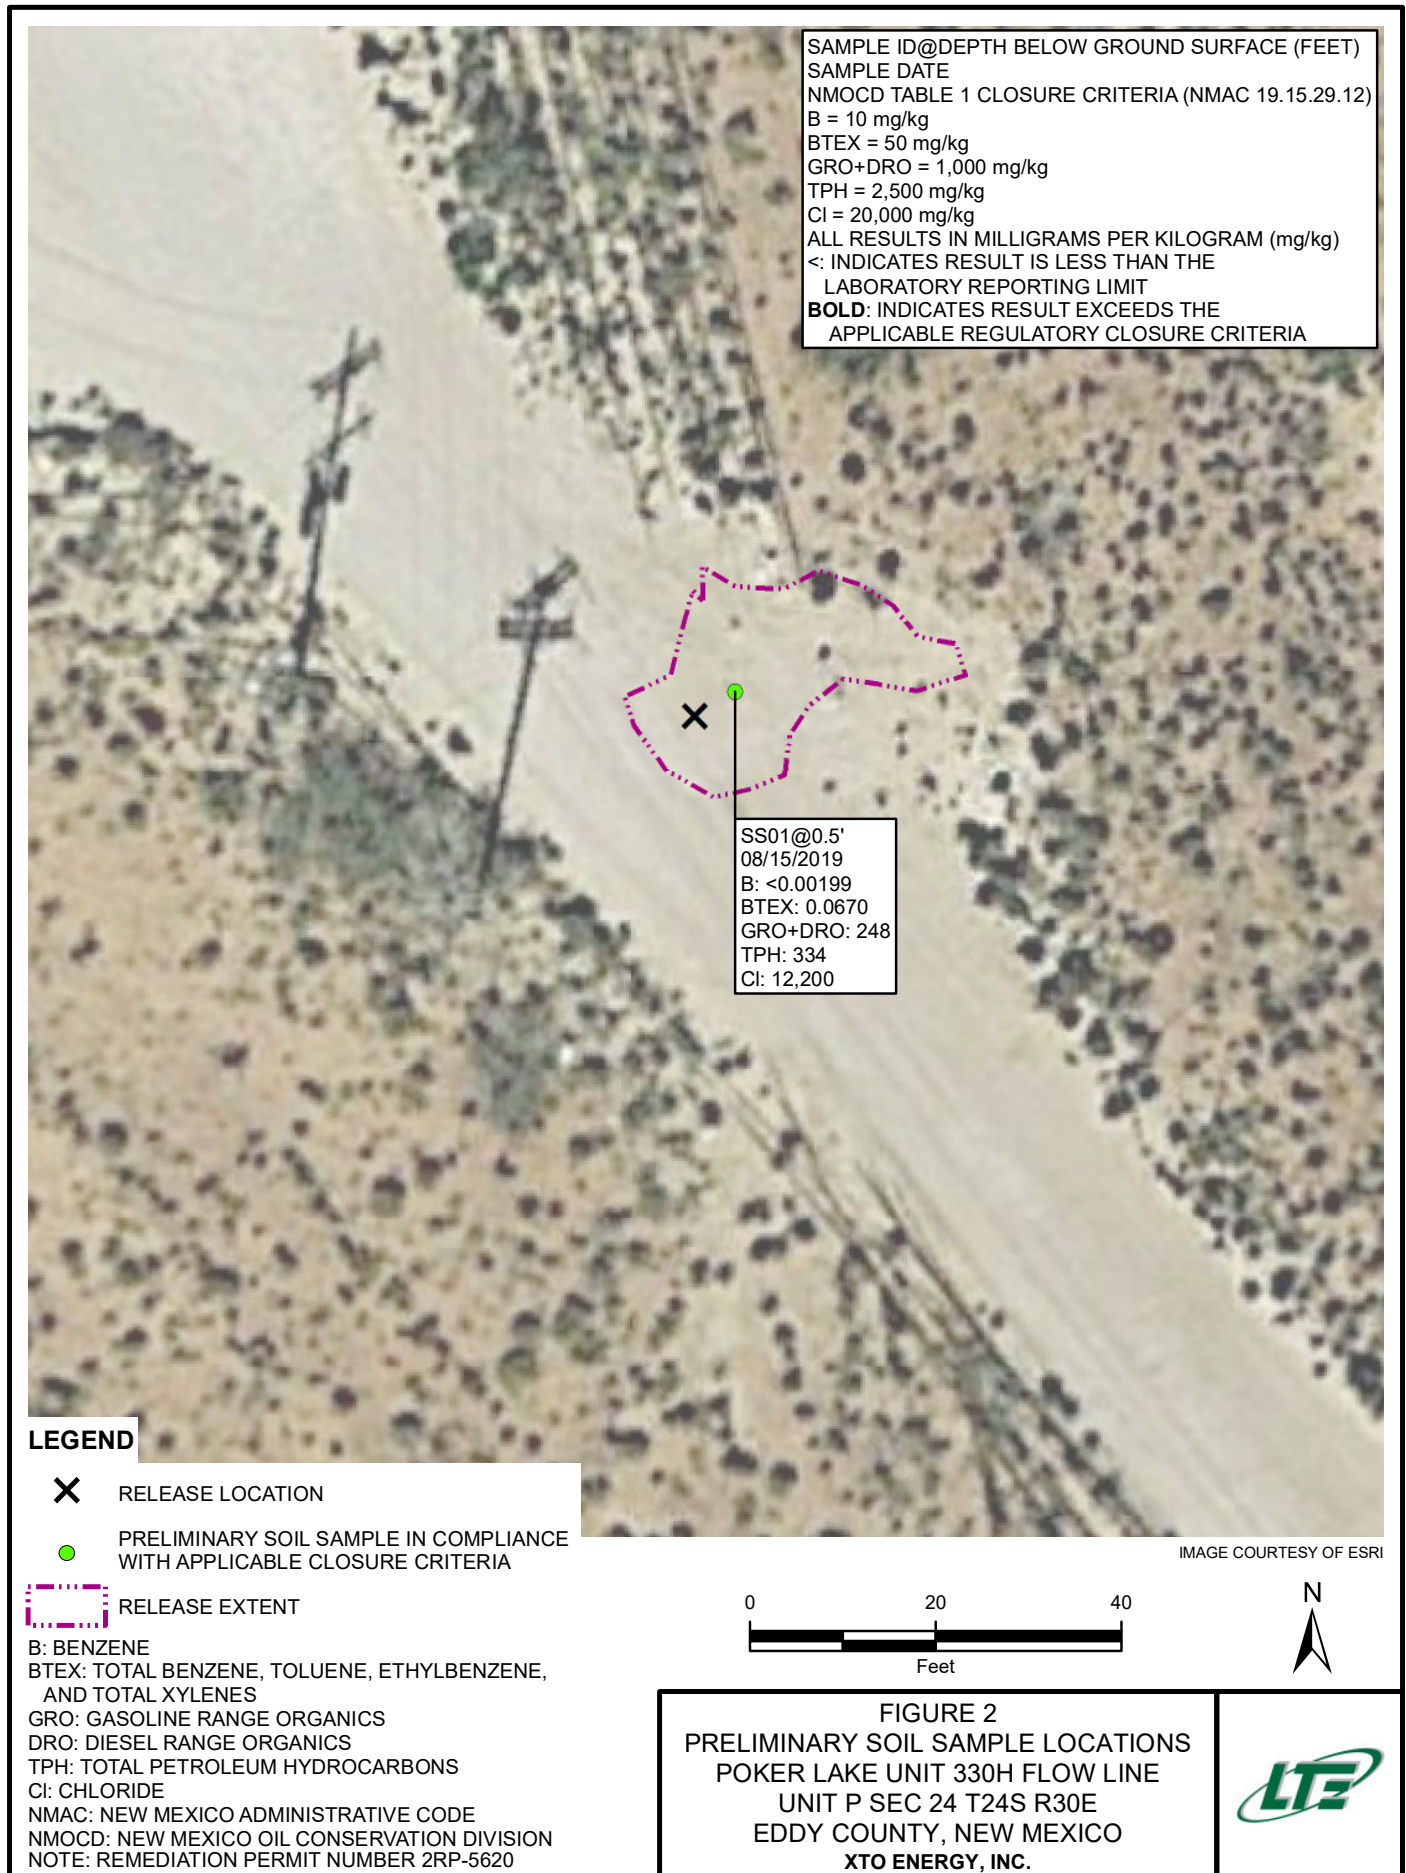 SAMPLE ID@DEPTH BELOW GROUND SURFACE (FEET)
SAMPLE DATE
NMOCD TABLE 1 CLOSURE CRITERIA (NMAC 19.15.29.12)
B = 10 mg/kg
BTEX = 50 mg/kg
GRO+DRO = 1,000 mg/kg
TPH = 2,500 mg/kg
Cl = 20,000 mg/kg
ALL RESULTS IN MILLIGRAMS PER KILOGRAM (mg/kg)
<: INDICATES RESULT IS LESS THAN THE
LABORATORY REPORTING LIMIT
BOLD: INDICATES RESULT EXCEEDS THE
APPLICABLE REGULATORY CLOSURE CRITERIA
SS01@0.5'
08/15/2019
B: <0.00199
BTEX: 0.0670
GRO+DRO: 248
TPH: 334
Cl: 12,200
LEGEND
RELEASE LOCATION
PRELIMINARY SOIL SAMPLE IN COMPLIANCE
WITH APPLICABLE CLOSURE CRITERIA
RELEASE EXTENT
B: BENZENE
BTEX: TOTAL BENZENE, TOLUENE, ETHYLBENZENE,
AND TOTAL XYLENES
GRO: GASOLINE RANGE ORGANICS
DRO: DIESEL RANGE ORGANICS
TPH: TOTAL PETROLEUM HYDROCARBONS
Cl: CHLORIDE
NMAC: NEW MEXICO ADMINISTRATIVE CODE
NMOCD: NEW MEXICO OIL CONSERVATION DIVISION
NOTE: REMEDIATION PERMIT NUMBER 2RP-5620
IMAGE COURTESY OF ESRI
0 20 40
Feet
N
FIGURE 2
PRELIMINARY SOIL SAMPLE LOCATIONS
POKER LAKE UNIT 330H FLOW LINE
UNIT P SEC 24 T24S R30E
EDDY COUNTY, NEW MEXICO
XTO ENERGY, INC.
LTE